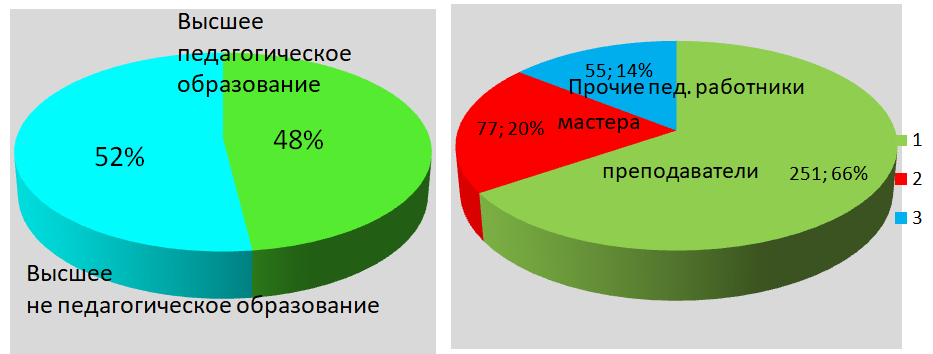 Высшее
педагогическое
образование
52%
48%
Высшее
не педагогическое образование
55; 14%
Прочие пед. работники
77; 20%
мастера
преподаватели
251; 66%
1
2
3